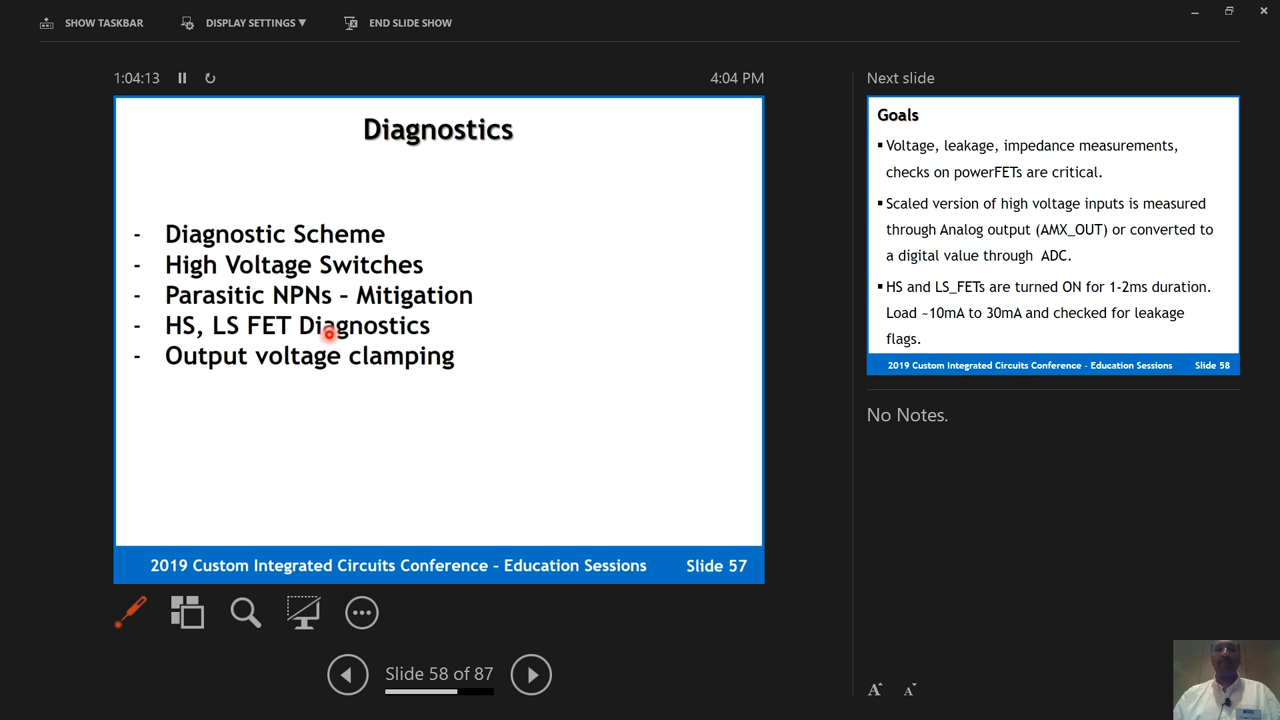 SHOW TASKBAR DISPLAY SETTINGS ▼ END SLIDE SHOW
1:04:13 4:04 PM
Diagnostics
- Diagnostic Scheme
- High Voltage Switches
- Parasitic NPNs – Mitigation
- HS, LS FET Diagnostics
- Output voltage clamping
2019 Custom Integrated Circuits Conference - Education Sessions Slide 57
Slide 58 of 87
Next slide
Goals
▪ Voltage, leakage, impedance measurements,
checks on powerFETs are critical.
▪ Scaled version of high voltage inputs is measured
through Analog output (AMX_OUT) or converted to
a digital value through ADC.
▪ HS and LS_FETs are turned ON for 1-2ms duration.
Load ~10mA to 30mA and checked for leakage
flags.
2019 Custom Integrated Circuits Conference - Education Sessions Slide 58
No Notes.
A A